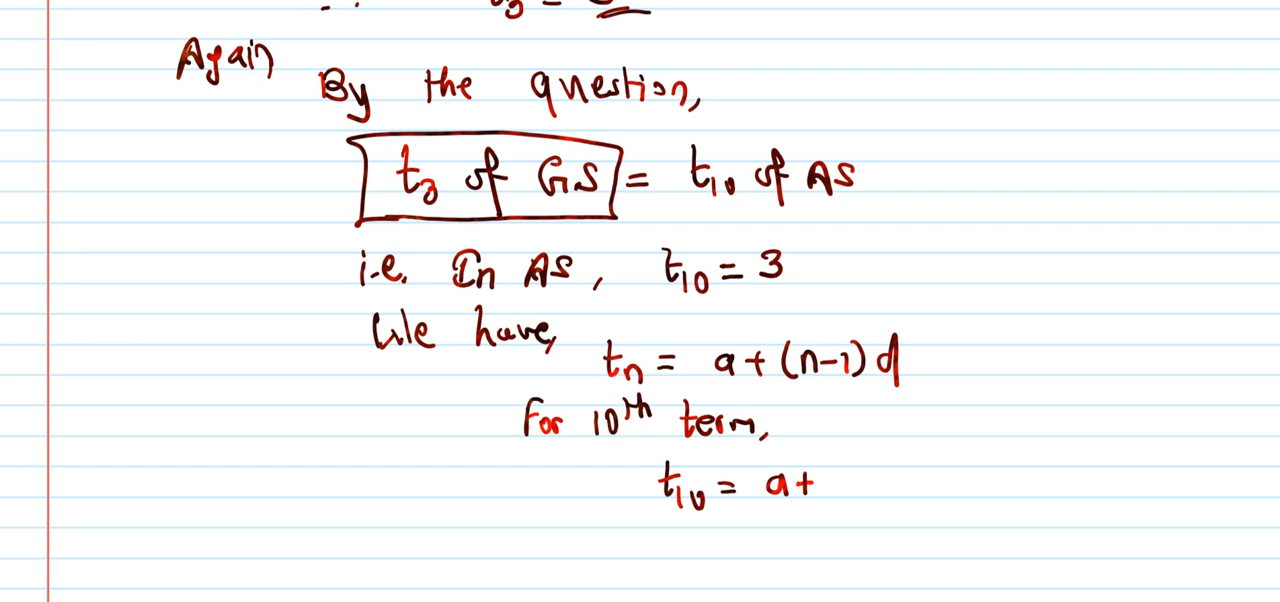 Again
By the question,
t₃ of GS = t₁₀ of AS
i.e. In AS, t₁₀ = 3
We have,
tₙ = a + (n-1) d
For 10th term,
t₁₀ = a +